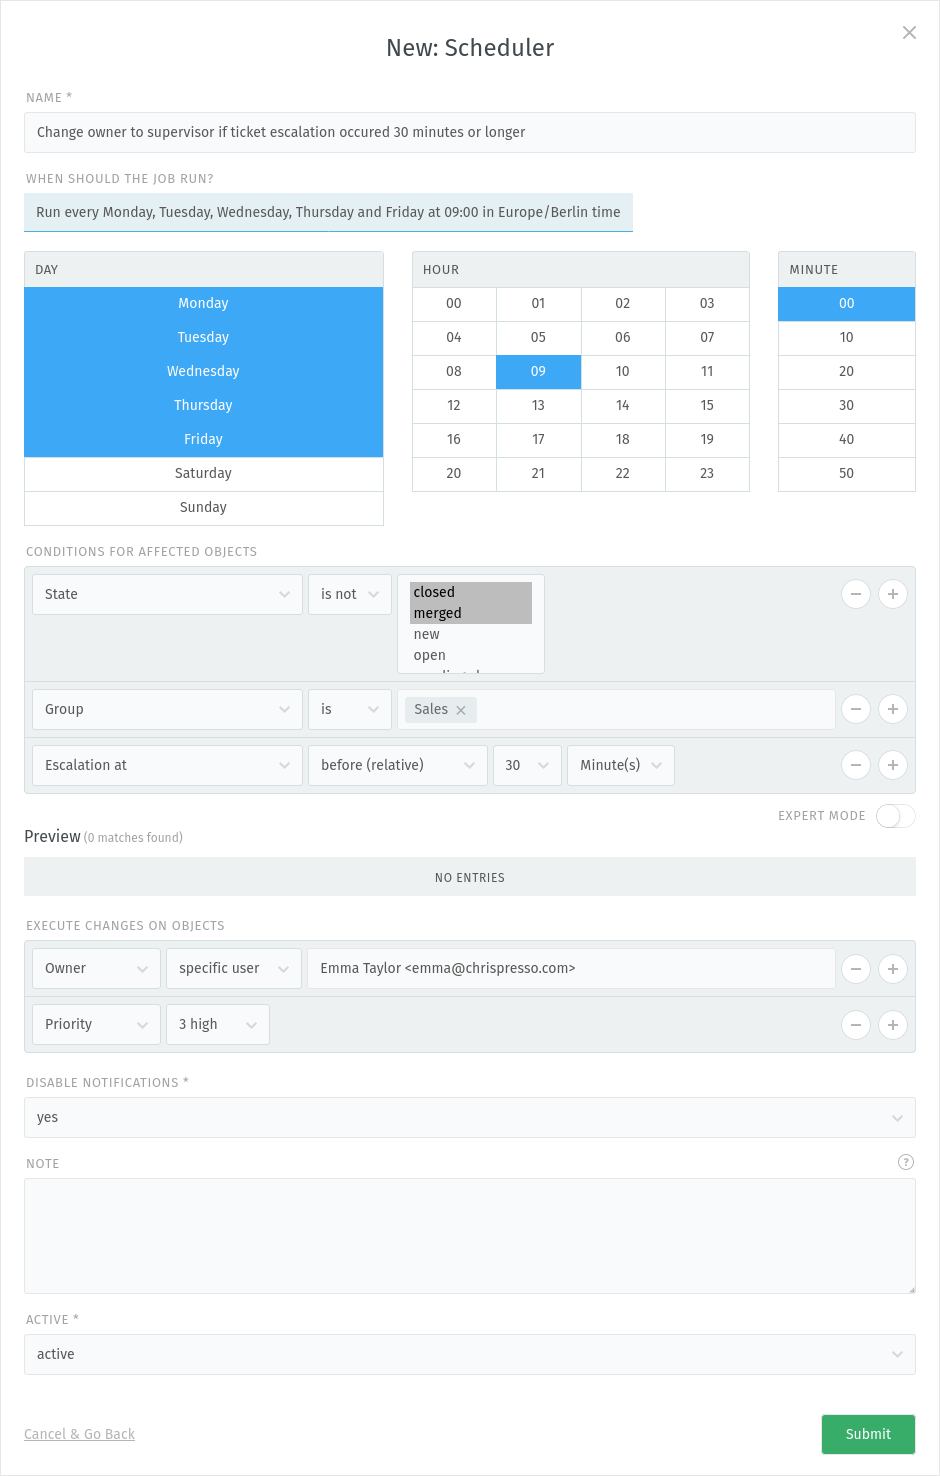 New: Scheduler
NAME *
Change owner to supervisor if ticket escalation occured 30 minutes or longer
WHEN SHOULD THE JOB RUN?
Run every Monday, Tuesday, Wednesday, Thursday and Friday at 09:00 in Europe/Berlin time
DAY HOUR MINUTE
Monday 00 01 02 03 00
Tuesday 04 05 06 07 10
Wednesday 08 09 10 11 20
Thursday 12 13 14 15 30
Friday 16 17 18 19 40
Saturday 20 21 22 23 50
Sunday
CONDITIONS FOR AFFECTED OBJECTS
State is not closed
merged
new
open
Group is Sales
Escalation at before (relative) 30 Minute(s)
EXPERT MODE
Preview (0 matches found)
NO ENTRIES
EXECUTE CHANGES ON OBJECTS
Owner specific user Emma Taylor <emma@chrispresso.com>
Priority 3 high
DISABLE NOTIFICATIONS *
yes
NOTE ?
ACTIVE *
active
Cancel & Go Back Submit